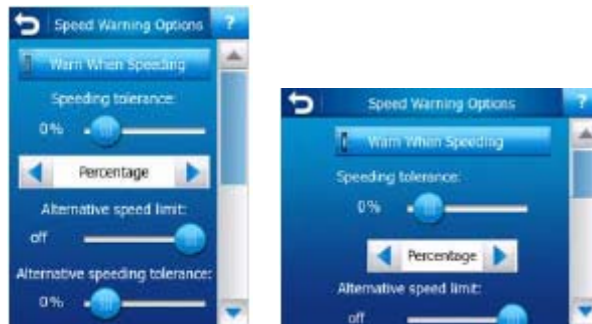 Speed Warning Options ?
Warn When Speeding
Speeding tolerance:
0%
Percentage
Alternative speed limit:
off
Alternative speeding tolerance:
0%
Speed Warning Options ?
Warn When Speeding
Speeding tolerance:
0%
Percentage
Alternative speed limit:
off